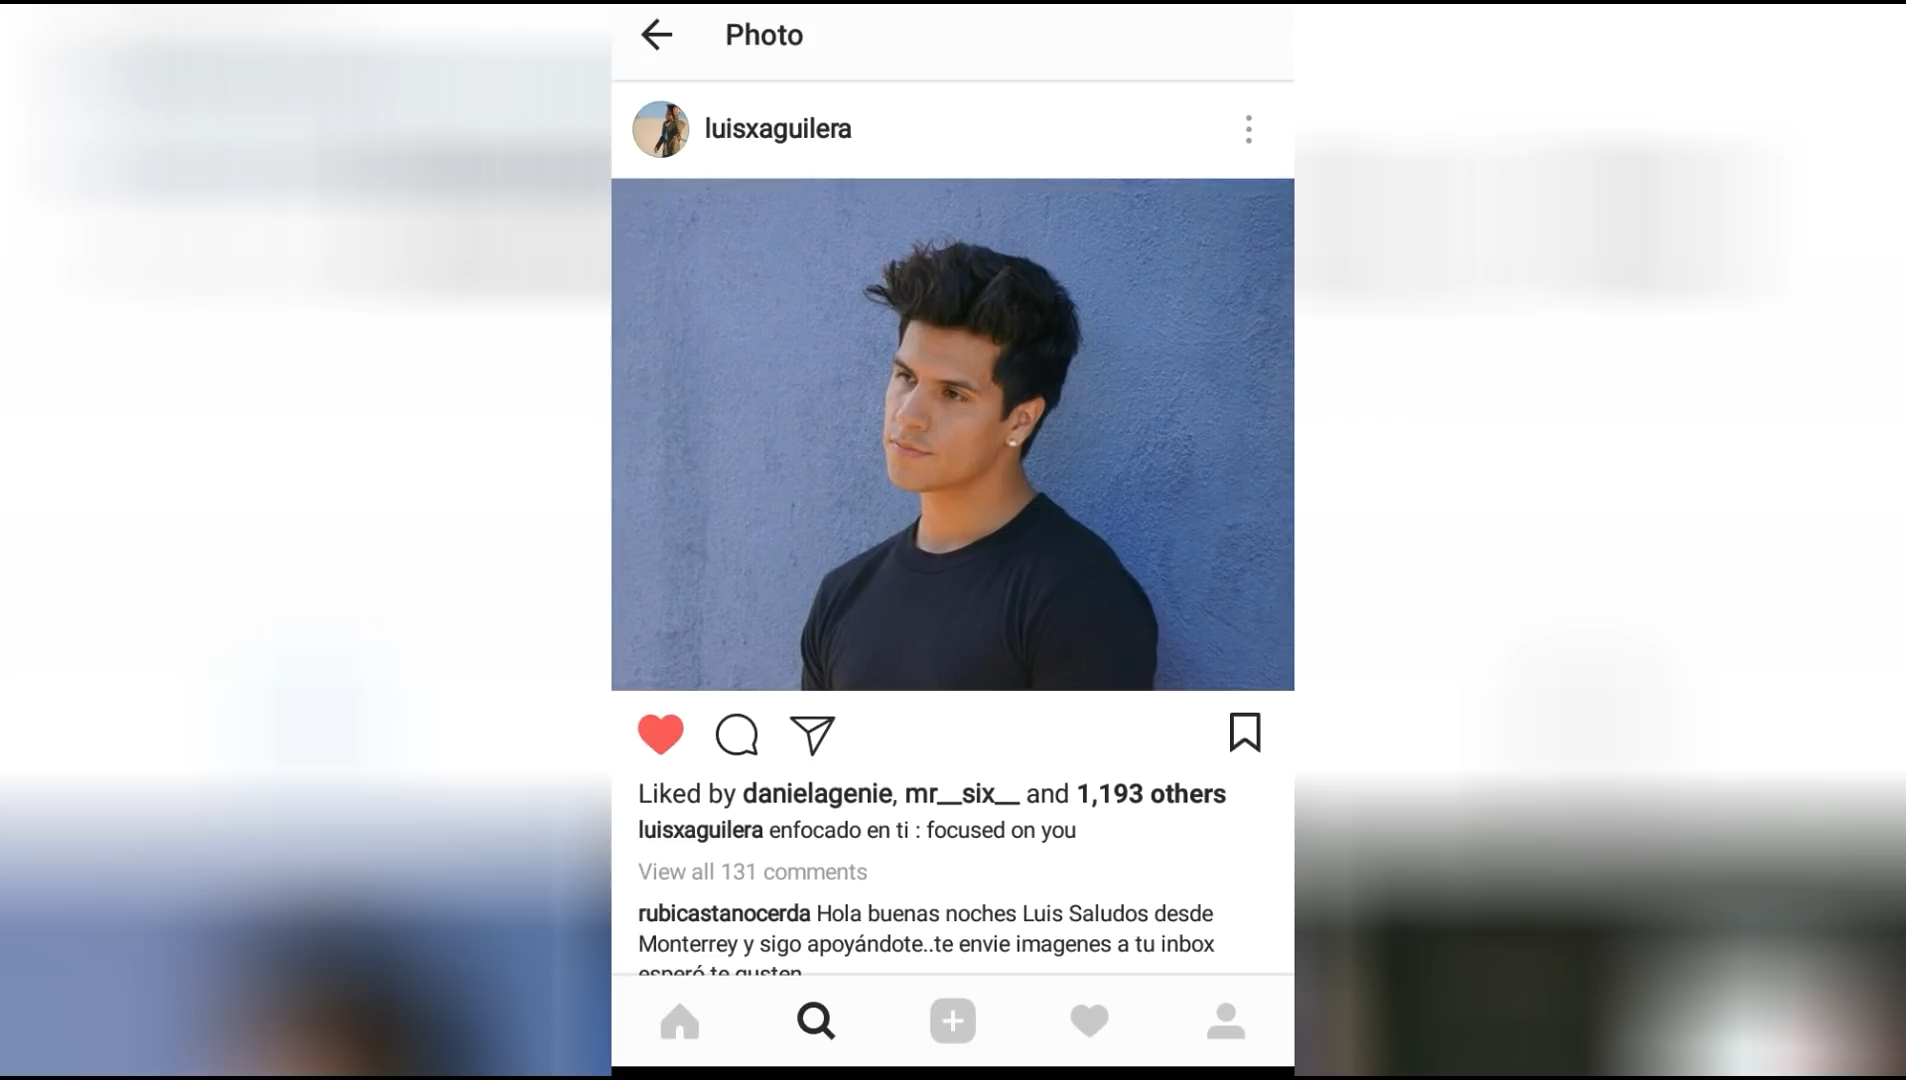 Photo
luisxaguilera
Liked by danielagenie, mr__six__ and 1,193 others
luisxaguilera enfocado en ti : focused on you
View all 131 comments
rubicastanocerda Hola buenas noches Luis Saludos desde
Monterrey y sigo apoyándote..te envie imagenes a tu inbox
esperó te gusten